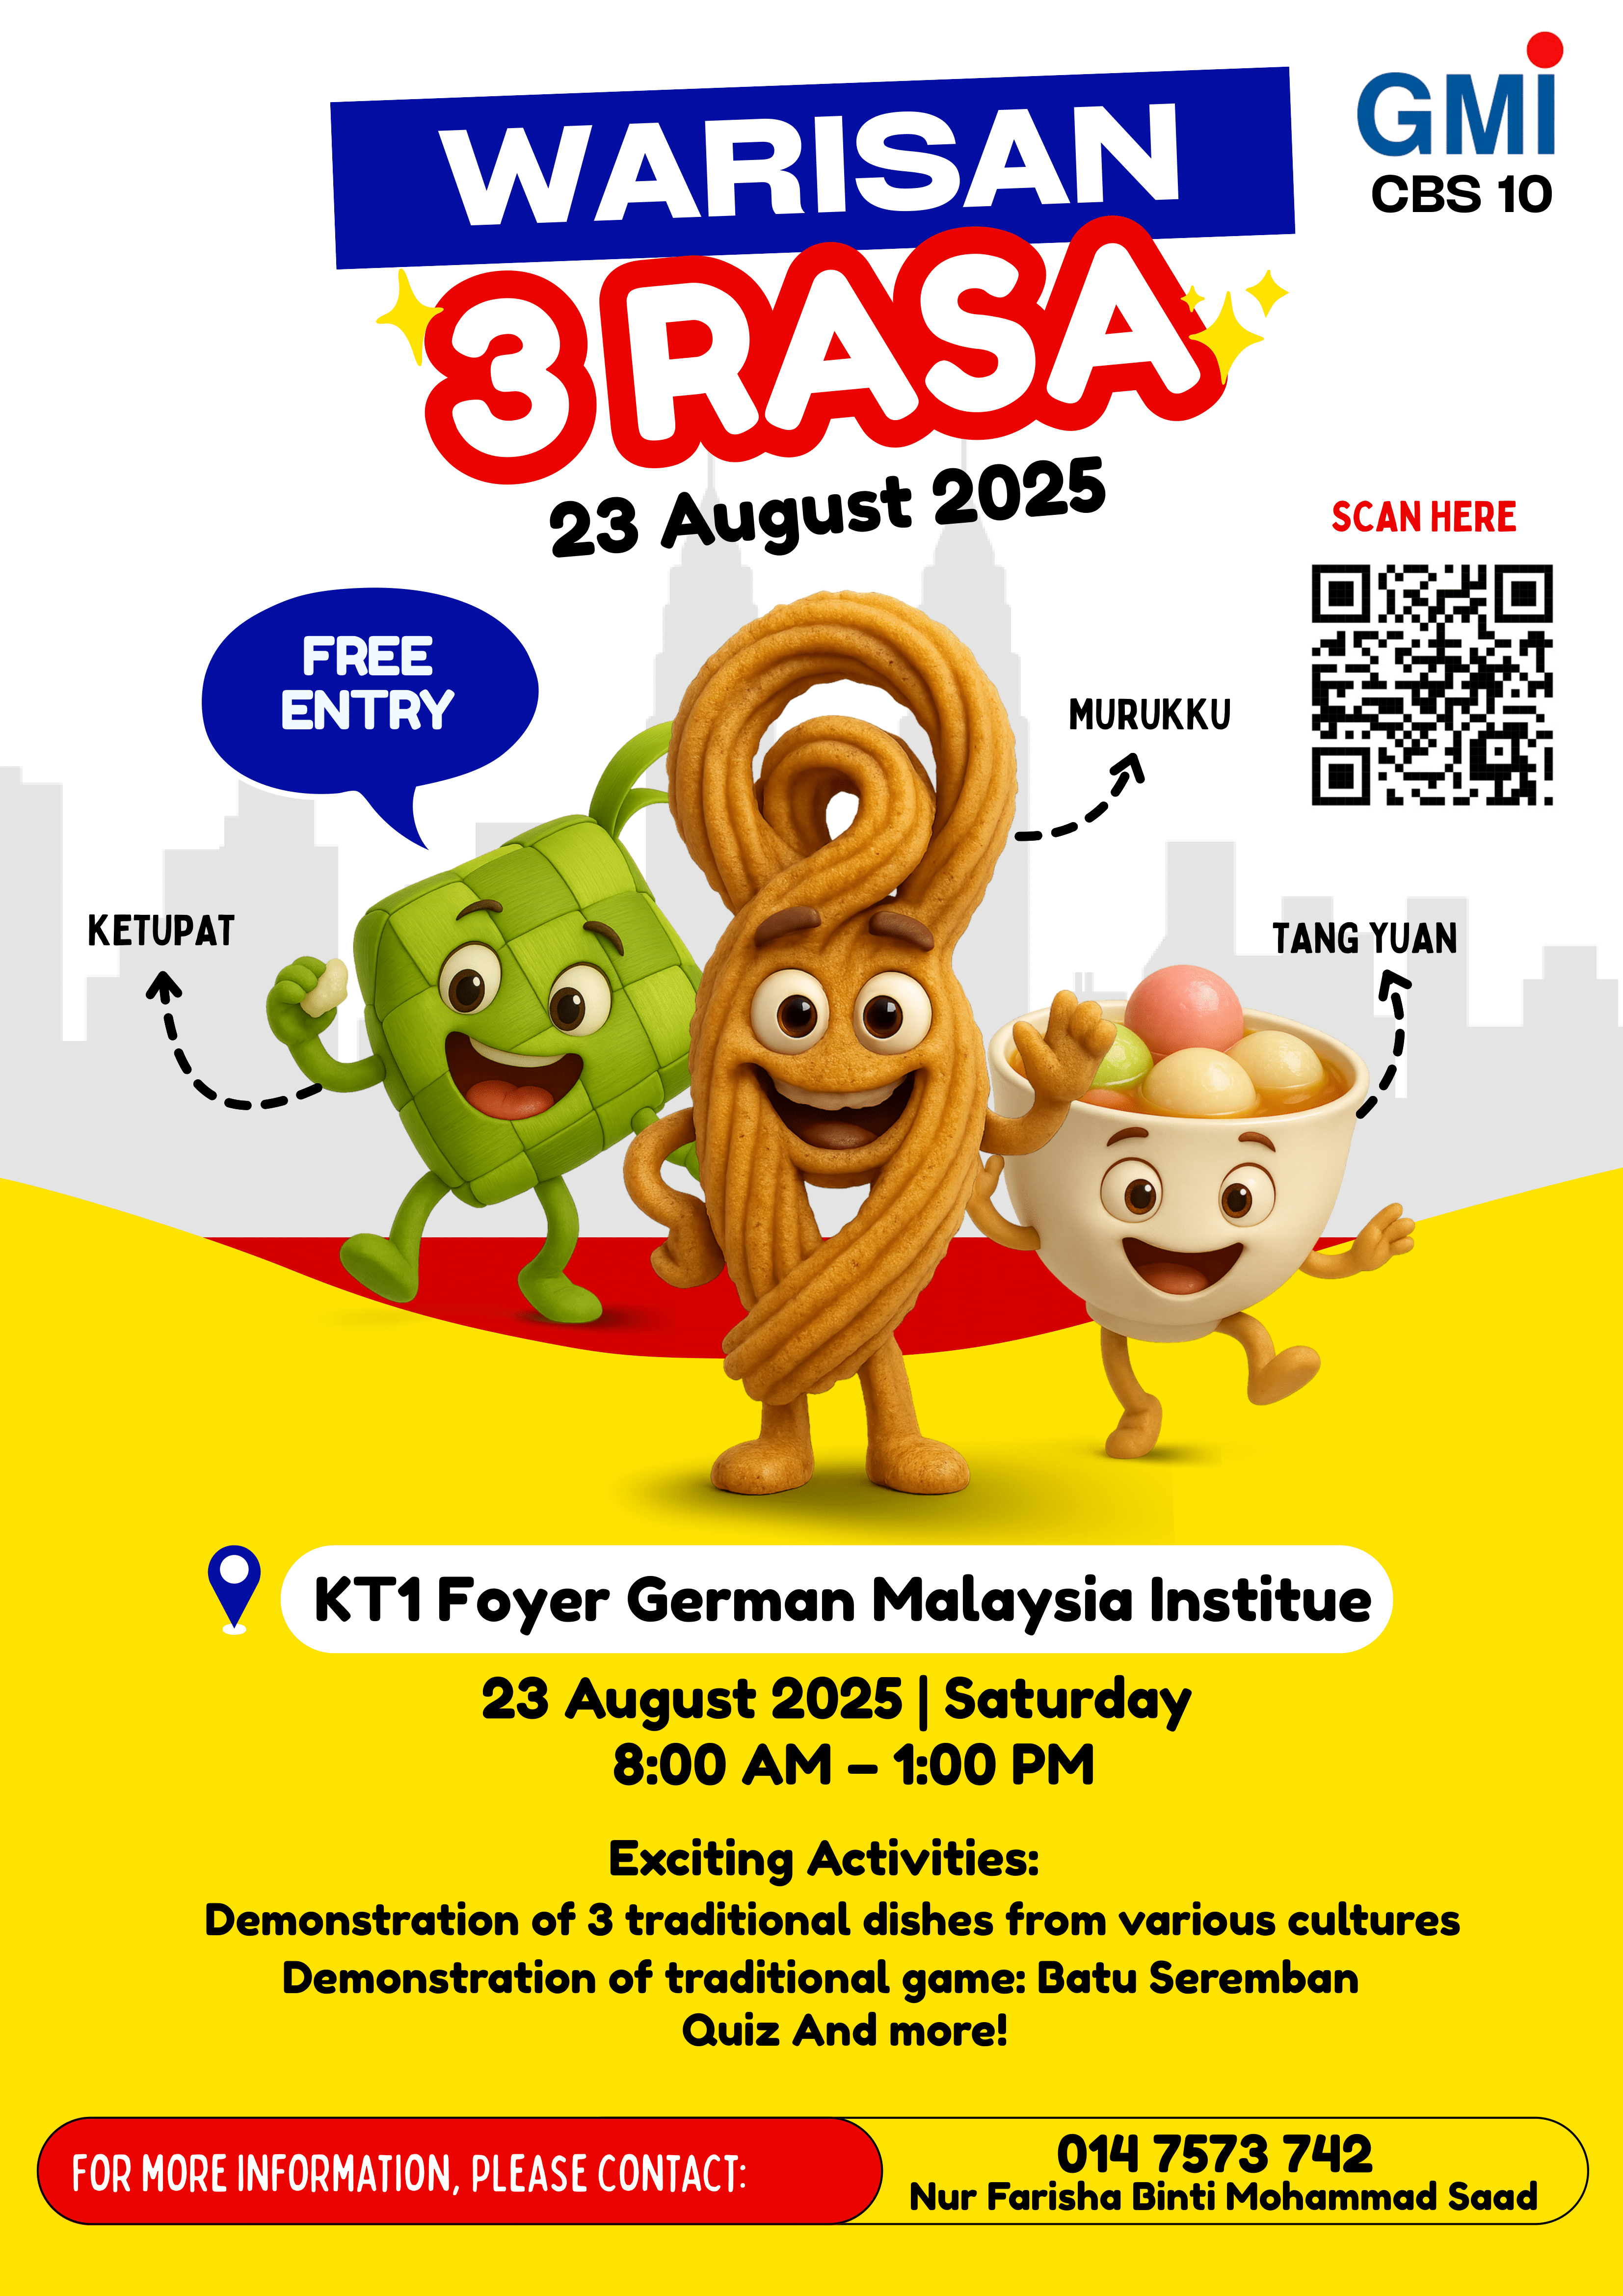 GMi
CBS 10
WARISAN
3 RASA
23 August 2025
SCAN HERE
FREE
ENTRY
MURUKKU
KETUPAT
TANG YUAN
KT1 Foyer German Malaysia Institue
23 August 2025 | Saturday
8:00 AM – 1:00 PM
Exciting Activities:
Demonstration of 3 traditional dishes from various cultures
Demonstration of traditional game: Batu Seremban
Quiz And more!
FOR MORE INFORMATION, PLEASE CONTACT:
014 7573 742
Nur Farisha Binti Mohammad Saad